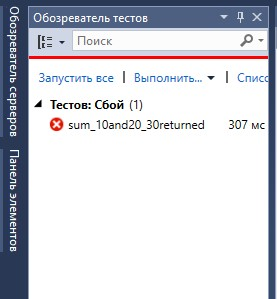 Обозреватель серверов
Панель элементов
Обозреватель тестов
Поиск
Запустить все | Выполнить... | Списо
Тестов: Сбой (1)
sum_10and20_30returned 307 мс